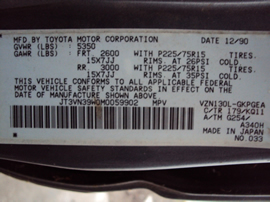 MFD. BY: TOYOTA MOTOR CORPORATION 12/90
GVWR (LBS) 5350
GAWR (LBS) FRT 2600 WITH P225/75R15 TIRES,
15X7JJ RIMS AT 26PSI COLD
RR 3000 WITH P225/75R15 TIRES,
15X7JJ RIMS AT 35PSI COLD
THIS VEHICLE CONFORMS TO ALL APPLICABLE
FEDERAL MOTOR VEHICLE SAFETY STANDARDS
IN EFFECT ON THE DATE OF MANUFACTURE
SHOWN ABOVE.
JT3VN39W0M0059902 MPV
VZN130L-GKPGEA
C/TR 179/KQ11
A/TM G254/
A340H
MADE IN JAPAN NO.033